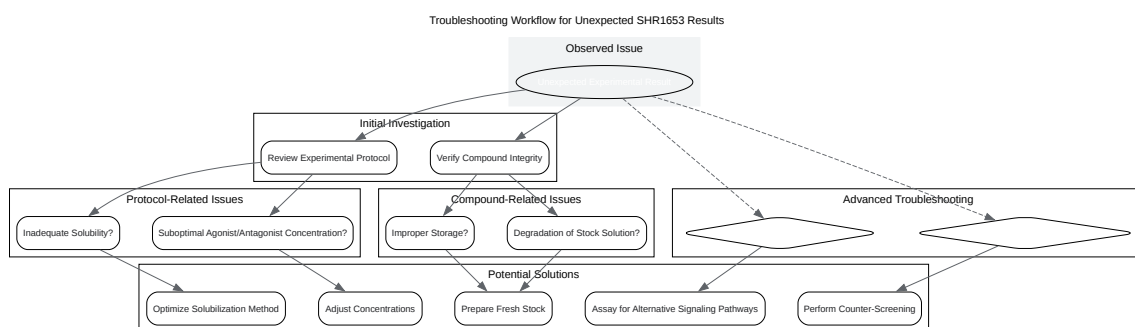 Troubleshooting Workflow for Unexpected SHR1653 Results
Observed Issue
Initial Investigation
Review Experimental Protocol
Verify Compound Integrity
Protocol-Related Issues
Compound-Related Issues
Advanced Troubleshooting
Inadequate Solubility?
Suboptimal Agonist/Antagonist Concentration?
Improper Storage?
Degradation of Stock Solution?
Potential Solutions
Optimize Solubilization Method
Adjust Concentrations
Prepare Fresh Stock
Assay for Alternative Signaling Pathways
Perform Counter-Screening